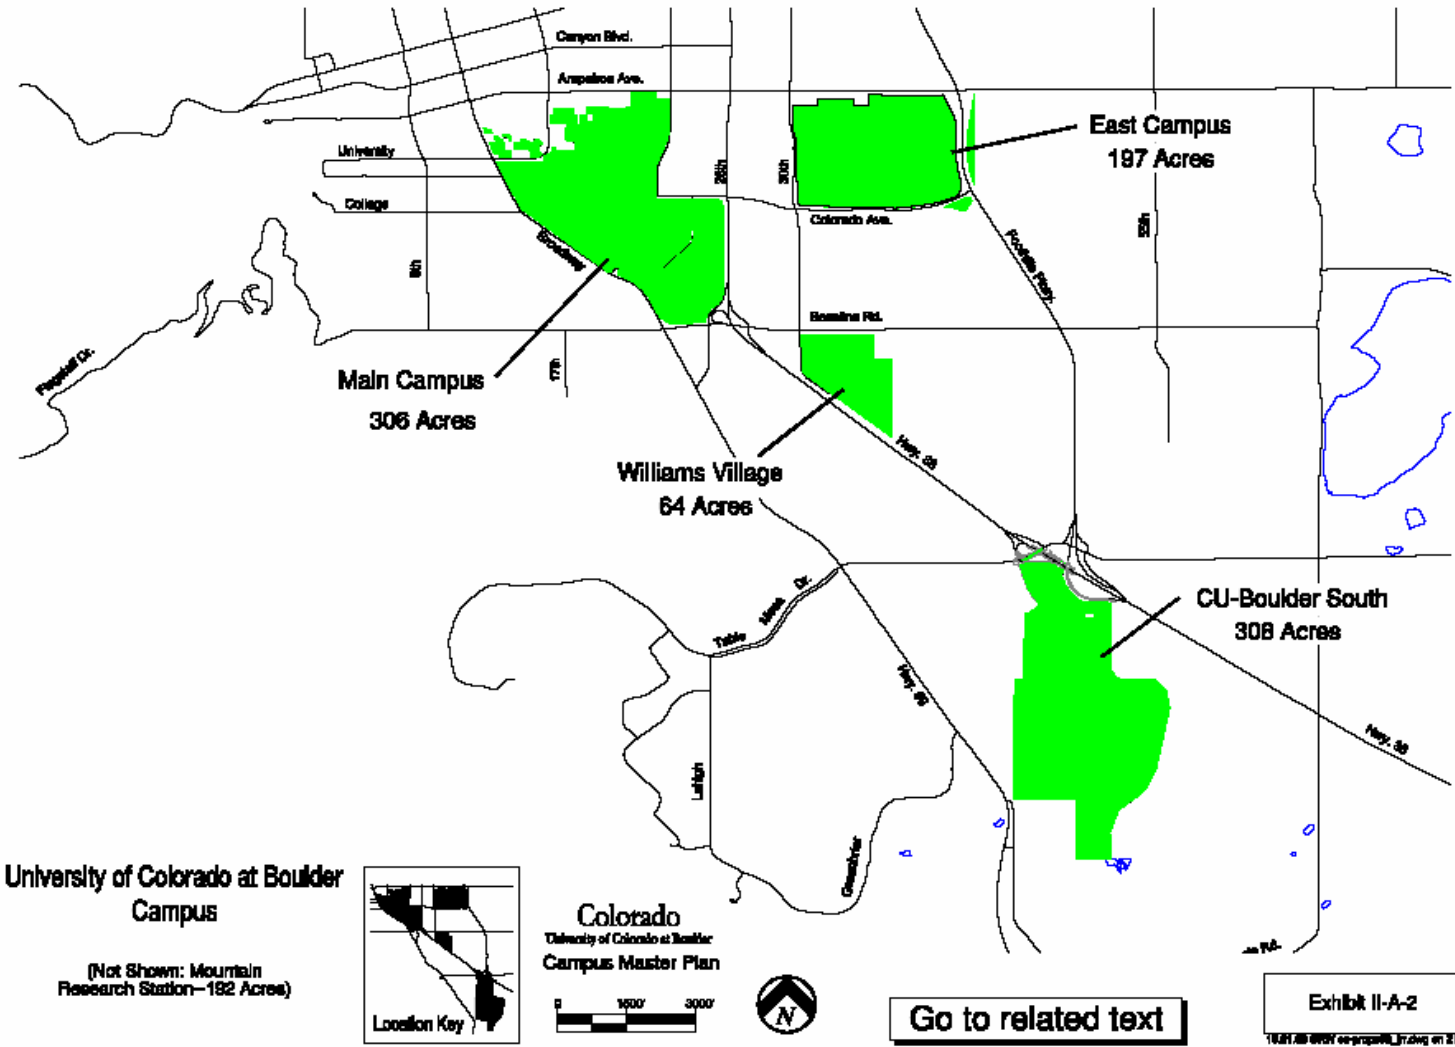 Canyon Blvd.
Arapahoe Ave.
University
College
Broadway
9th
17th
28th
30th
55th
East Campus
197 Acres
Colorado Ave.
Foothills Pkwy.
Baseline Rd.
Flagstaff Dr.
Main Campus
306 Acres
Williams Village
64 Acres
Hwy. 36
Table Mesa Dr.
CU-Boulder South
308 Acres
Hwy. 93
Hwy. 36
Lehigh
Greenbriar
Rd.
University of Colorado at Boulder
Campus
(Not Shown: Mountain
Research Station–192 Acres)
Location Key
Colorado
University of Colorado at Boulder
Campus Master Plan
0 1500' 3000'
N
Go to related text
Exhibit II-A-2